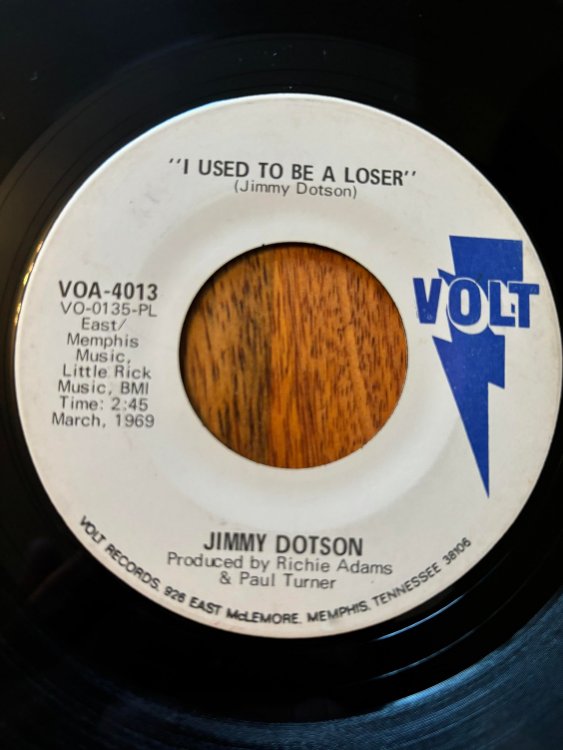 "I USED TO BE A LOSER"
(Jimmy Dotson)
VOA-4013
VO-0135-PL
East/
Memphis
Music,
Little Rick
Music, BMI
Time: 2:45
March, 1969
VOLT
JIMMY DOTSON
Produced by Richie Adams
& Paul Turner
VOLT RECORDS, 926 EAST McLEMORE, MEMPHIS, TENNESSEE 38106